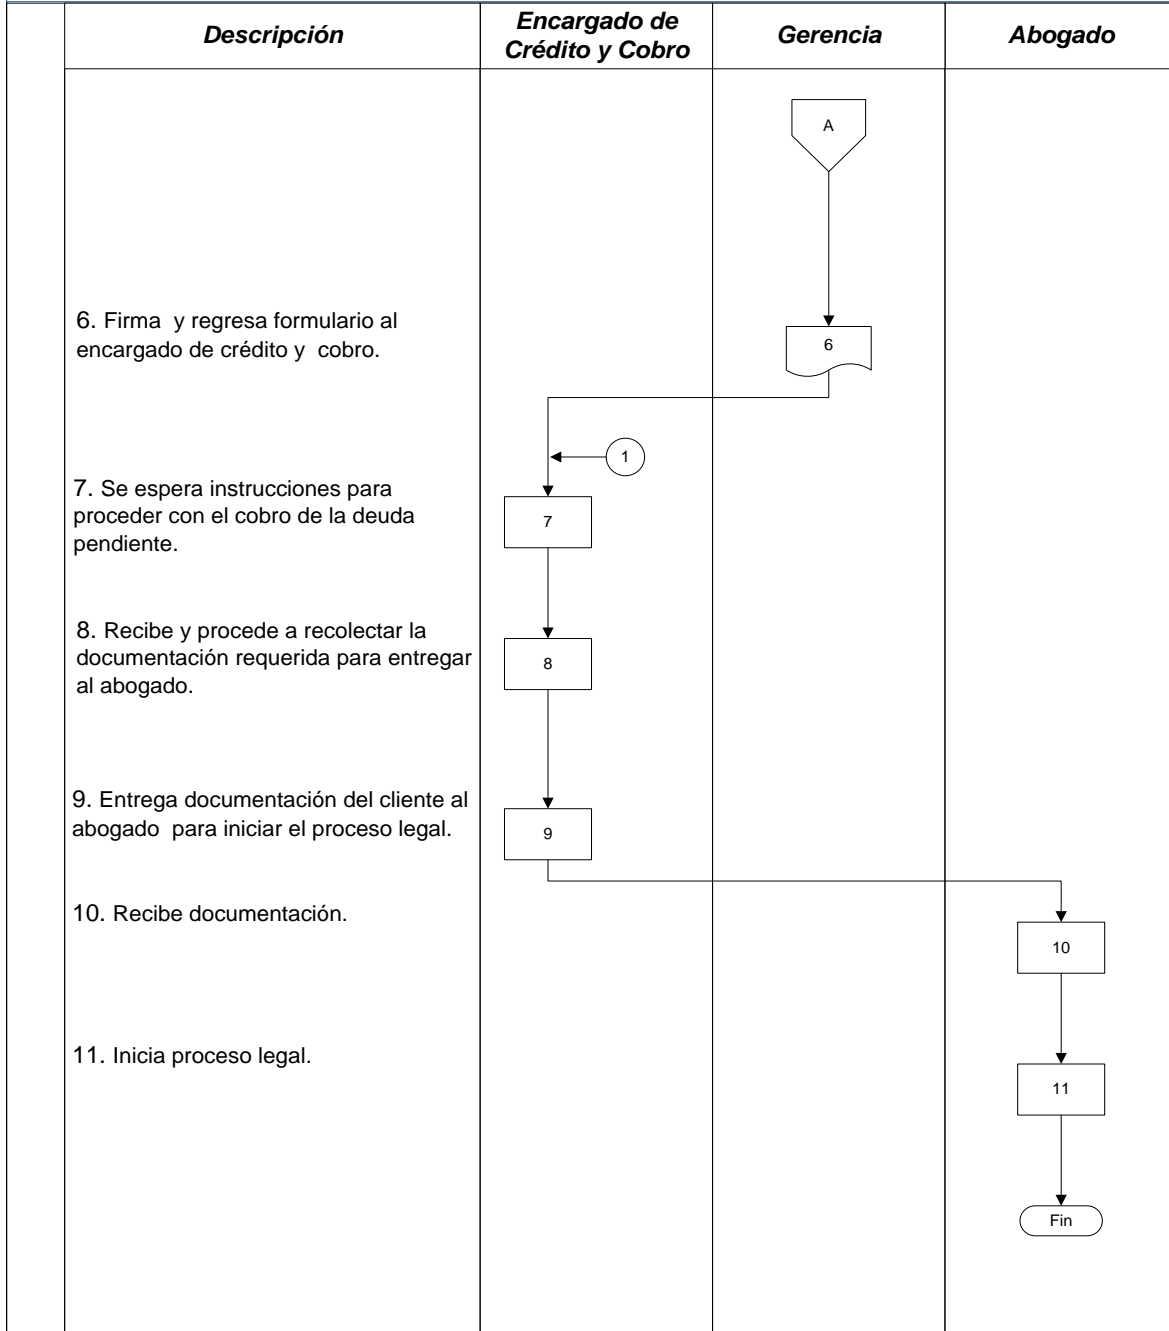 Descripción
Encargado de
Crédito y Cobro
Gerencia
Abogado
A
6. Firma y regresa formulario al
encargado de crédito y cobro.
6
1
7. Se espera instrucciones para
proceder con el cobro de la deuda
pendiente.
7
8. Recibe y procede a recolectar la
documentación requerida para entregar
al abogado.
8
9. Entrega documentación del cliente al
abogado para iniciar el proceso legal.
9
10. Recibe documentación.
10
11. Inicia proceso legal.
11
Fin